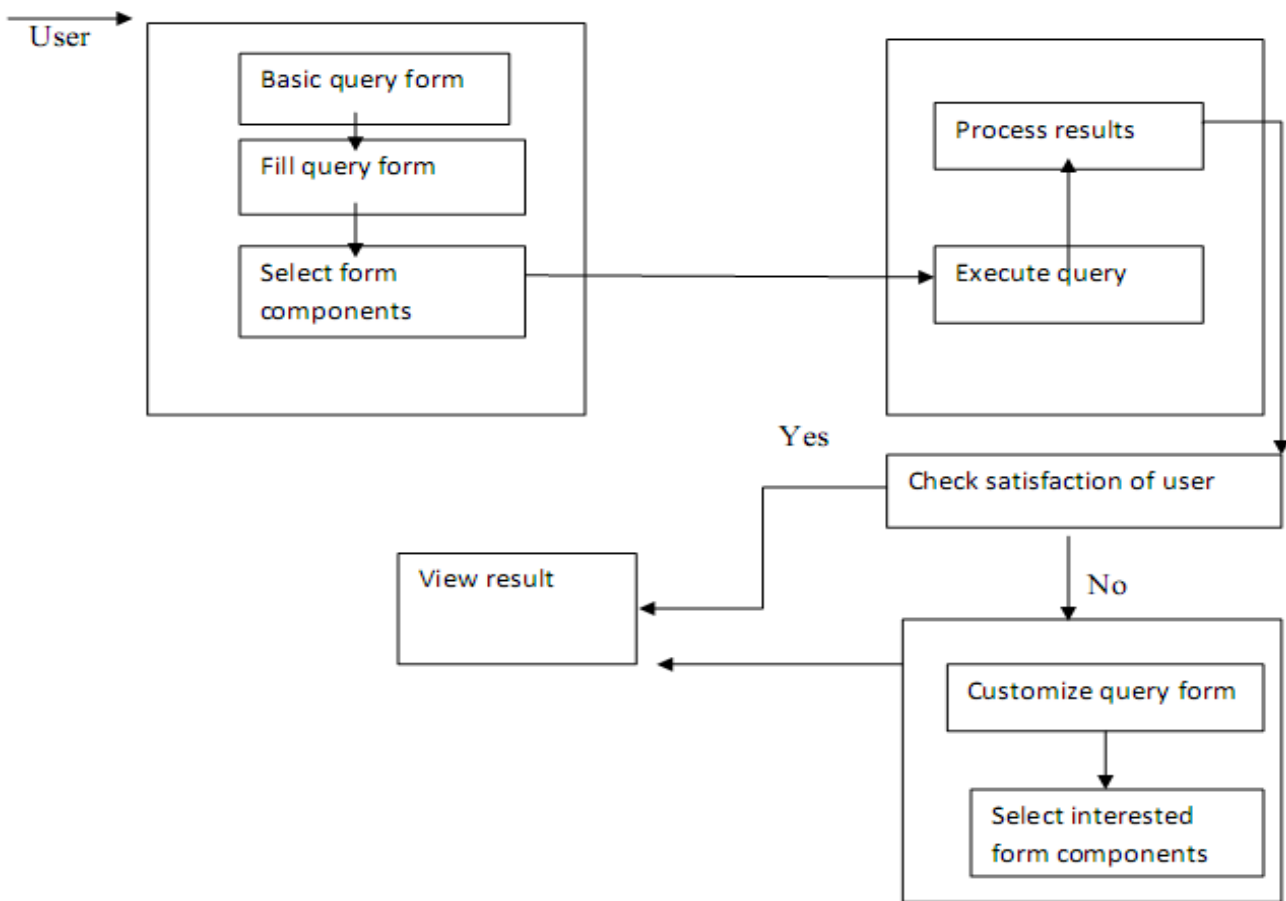 User
Basic query form
Fill query form
Select form
components
Process results
Execute query
Yes
Check satisfaction of user
View result
No
Customize query form
Select interested
form components